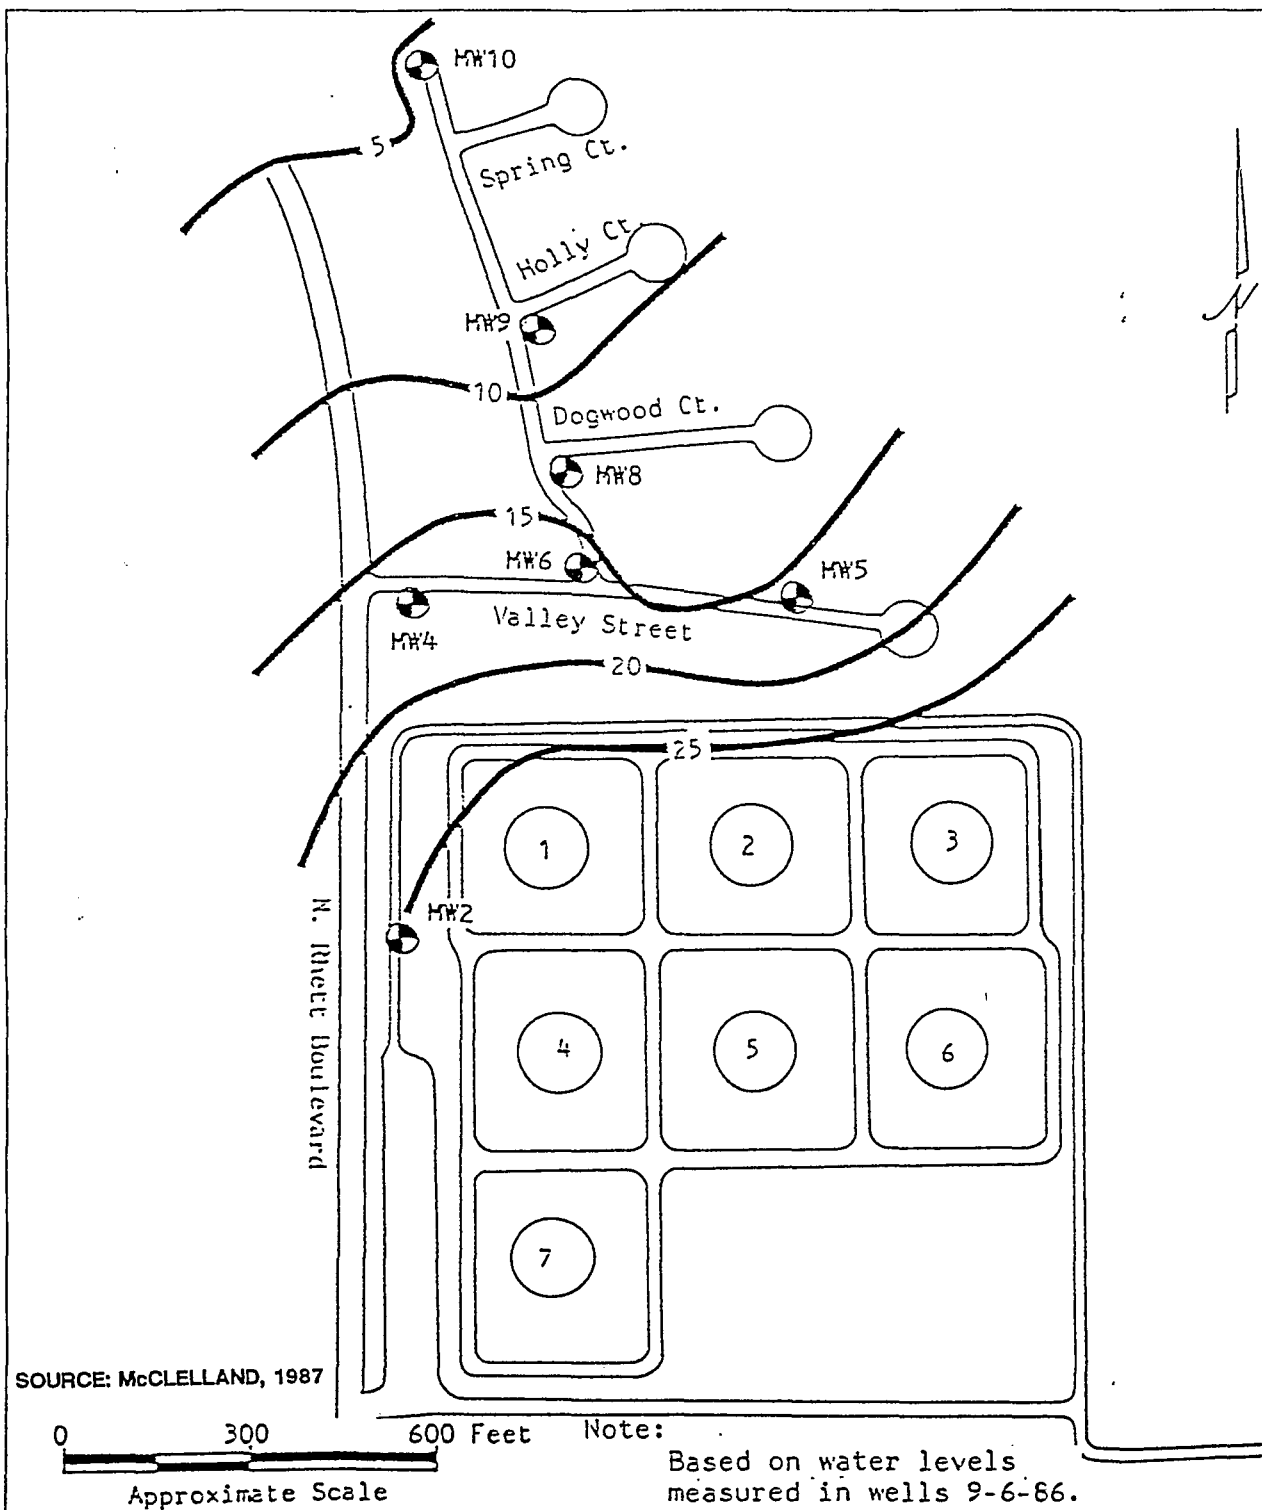 MW10
5
Spring Ct.
Holly Ct.
MW9
10
Dogwood Ct.
MW8
15
MW6
MW5
Valley Street
MW4
20
25
1
2
3
MW2
N. Rhett Boulevard
4
5
6
7
N
SOURCE: McCLELLAND, 1987
0 300 600 Feet
Approximate Scale
Note:
Based on water levels
measured in wells 9-6-86.